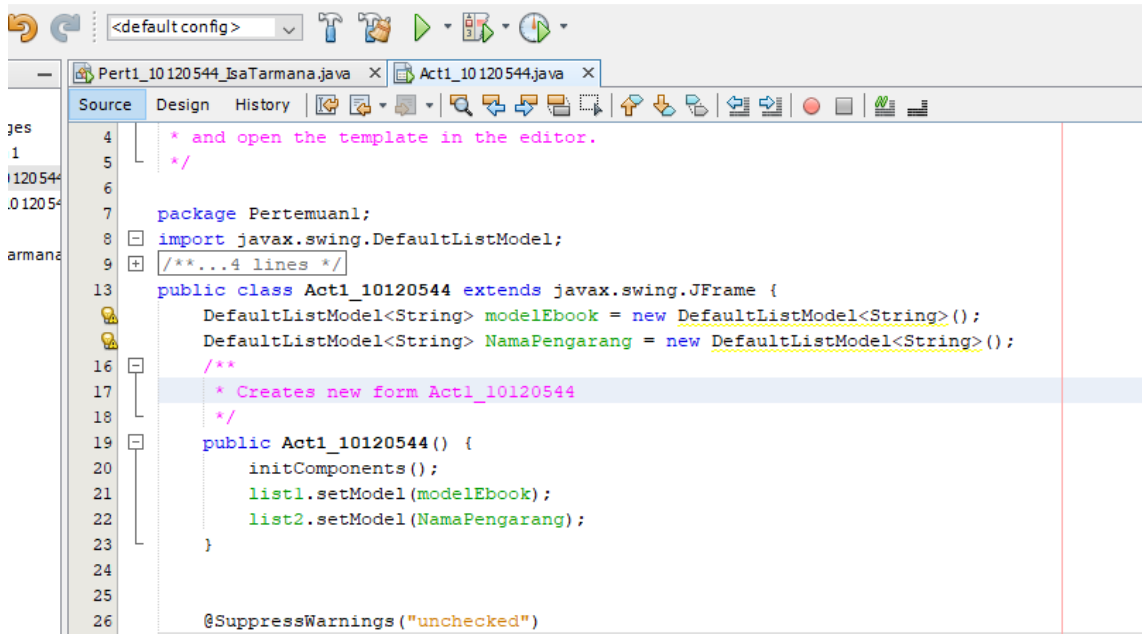 <default config>
Pert1_10120544_IsaTarmana.java
Act1_10120544.java
Source Design History
ges
1
120544
.0 12054
armana
4 * and open the template in the editor.
5 */
6
7 package Pertemuan1;
8 import javax.swing.DefaultListModel;
9 /**...4 lines */
13 public class Act1_10120544 extends javax.swing.JFrame {
DefaultListModel<String> modelEbook = new DefaultListModel<String>();
DefaultListModel<String> NamaPengarang = new DefaultListModel<String>();
16 /**
17 * Creates new form Act1_10120544
18 */
19 public Act1_10120544() {
20 initComponents();
21 list1.setModel(modelEbook);
22 list2.setModel(NamaPengarang);
23 }
24
25
26 @SuppressWarnings("unchecked")